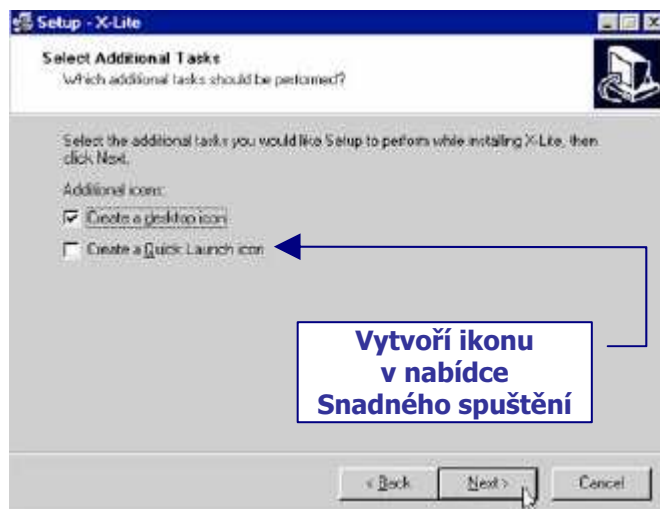 Setup - X-Lite
Select Additional Tasks
Which additional tasks should be performed?
Select the additional tasks you would like Setup to perform while installing X-Lite, then
click Next.
Additional icons:
Create a desktop icon
Create a Quick Launch icon
Vytvoří ikonu
v nabídce
Snadného spuštění
< Back
Next >
Cancel